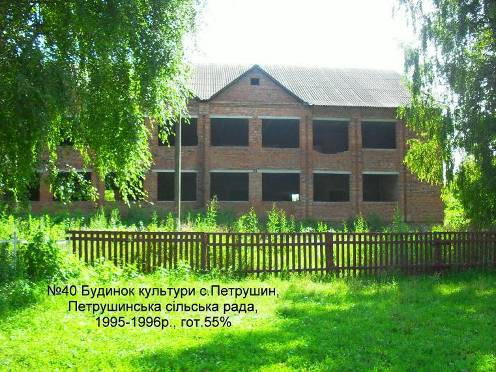 №40 Будинок культури с.Петрушин,
Петрушинська сільська рада,
1995-1996р., гот.55%